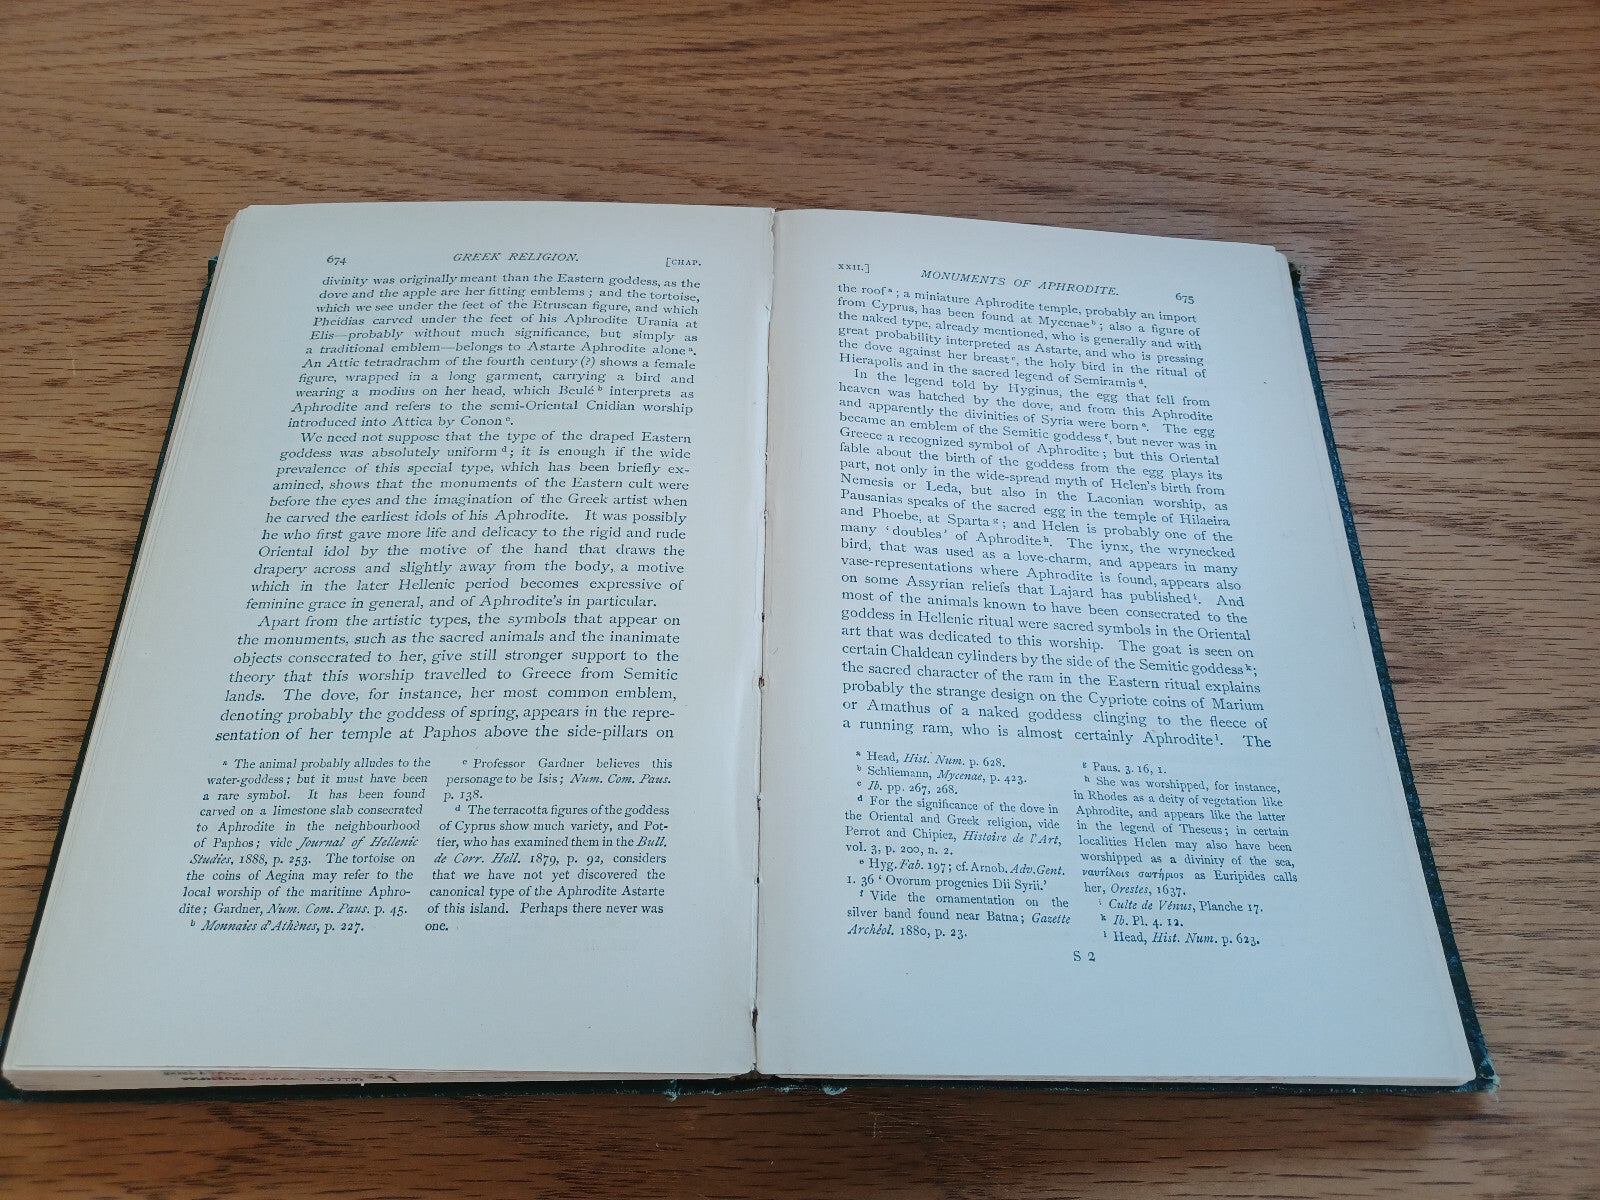 674 GREEK RELIGION. [CHAP.
divinity was originally meant than the Eastern goddess, as the
dove and the apple are her fitting emblems ; and the tortoise,
which we see under the feet of the Etruscan figure, and which
Pheidias carved under the feet of his Aphrodite Urania at
Elis—probably without much significance, but simply as
a traditional emblem—belongs to Astarte Aphrodite alone a.
An Attic tetradrachm of the fourth century (?) shows a female
figure, wrapped in a long garment, carrying a bird and
wearing a modius on her head, which Beulé b interprets as
Aphrodite and refers to the semi-Oriental Cnidian worship
introduced into Attica by Conon c.
We need not suppose that the type of the draped Eastern
goddess was absolutely uniform d ; it is enough if the wide
prevalence of this special type, which has been briefly ex-
amined, shows that the monuments of the Eastern cult were
before the eyes and the imagination of the Greek artist when
he carved the earliest idols of his Aphrodite. It was possibly
he who first gave more life and delicacy to the rigid and rude
Oriental idol by the motive of the hand that draws the
drapery across and slightly away from the body, a motive
which in the later Hellenic period becomes expressive of
feminine grace in general, and of Aphrodite's in particular.
Apart from the artistic types, the symbols that appear on
the monuments, such as the sacred animals and the inanimate
objects consecrated to her, give still stronger support to the
theory that this worship travelled to Greece from Semitic
lands. The dove, for instance, her most common emblem,
denoting probably the goddess of spring, appears in the repre-
sentation of her temple at Paphos above the side-pillars on
a The animal probably alludes to the
water-goddess ; but it must have been
a rare symbol. It has been found
carved on a limestone slab consecrated
to Aphrodite in the neighbourhood
of Paphos ; vide Journal of Hellenic
Studies, 1888, p. 253. The tortoise on
the coins of Aegina may refer to the
local worship of the maritime Aphro-
dite ; Gardner, Num. Com. Paus. p. 45.
b Monnaies d'Athènes, p. 227.
c Professor Gardner believes this
personage to be Isis ; Num. Com. Paus.
p. 138.
d The terracotta figures of the goddess
of Cyprus show much variety, and Pot-
tier, who has examined them in the Bull.
de Corr. Hell. 1879, p. 92, considers
that we have not yet discovered the
canonical type of the Aphrodite Astarte
of this island. Perhaps there never was
one.
XXII.] MONUMENTS OF APHRODITE. 675
the roof a ; a miniature Aphrodite temple, probably an import
from Cyprus, has been found at Mycenae b ; also a figure of
the naked type, already mentioned, who is generally and with
great probability interpreted as Astarte, and who is pressing
the dove against her breast c, the holy bird in the ritual of
Hierapolis and in the sacred legend of Semiramis d.
In the legend told by Hyginus, the egg that fell from
heaven was hatched by the dove, and from this Aphrodite
and apparently the divinities of Syria were born e. The egg
became an emblem of the Semitic goddess f, but never was in
Greece a recognized symbol of Aphrodite ; but this Oriental
fable about the birth of the goddess from the egg plays its
part, not only in the wide-spread myth of Helen's birth from
Nemesis or Leda, but also in the Laconian worship, as
Pausanias speaks of the sacred egg in the temple of Hilaeira
and Phoebe, at Sparta g ; and Helen is probably one of the
many 'doubles' of Aphrodite h. The iynx, the wrynecked
bird, that was used as a love-charm, and appears in many
vase-representations where Aphrodite is found, appears also
on some Assyrian reliefs that Lajard has published i. And
most of the animals known to have been consecrated to the
goddess in Hellenic ritual were sacred symbols in the Oriental
art that was dedicated to this worship. The goat is seen on
certain Chaldean cylinders by the side of the Semitic goddess k ;
the sacred character of the ram in the Eastern ritual explains
probably the strange design on the Cypriote coins of Marium
or Amathus of a naked goddess clinging to the fleece of
a running ram, who is almost certainly Aphrodite l. The
a Head, Hist. Num. p. 628.
b Schliemann, Mycenae, p. 423.
c Ib. pp. 267, 268.
d For the significance of the dove in
the Oriental and Greek religion, vide
Perrot and Chipiez, Histoire de l'Art,
vol. 3, p. 200, n. 2.
e Hyg. Fab. 197 ; cf. Arnob. Adv. Gent.
1. 36 'Ovorum progenies Dii Syrii.'
f Vide the ornamentation on the
silver band found near Batna ; Gazette
Archéol. 1880, p. 23.
g Paus. 3. 16, 1.
h She was worshipped, for instance,
in Rhodes as a deity of vegetation like
Aphrodite, and appears like the latter
in the legend of Theseus ; in certain
localities Helen may also have been
worshipped as a divinity of the sea,
ναυτίλοις σωτήριος as Euripides calls
her, Orestes, 1637.
i Culte de Vénus, Planche 17.
k Ib. Pl. 4. 12.
l Head, Hist. Num. p. 623.
S 2